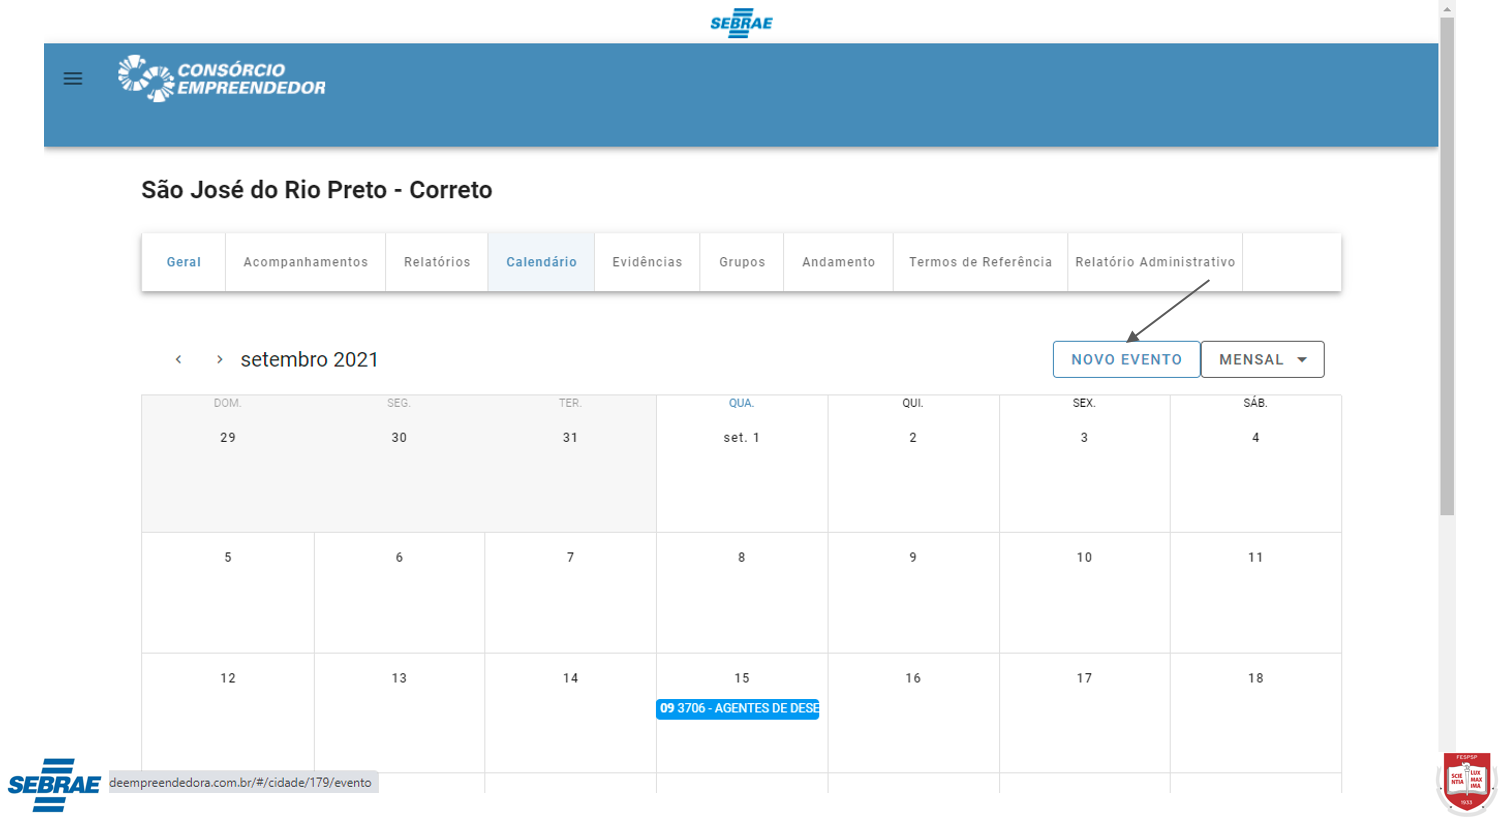 SEBRAE
CONSÓRCIO
EMPREENDEDOR
São José do Rio Preto - Correto
Geral Acompanhamentos Relatórios Calendário Evidências Grupos Andamento Termos de Referência Relatório Administrativo
setembro 2021 NOVO EVENTO MENSAL
DOM. SEG. TER. QUA. QUI. SEX. SÁB.
29 30 31 set. 1 2 3 4
5 6 7 8 9 10 11
12 13 14 15 16 17 18
09 3706 - AGENTES DE DESE
SEBRAE
deempreendedora.com.br/#/cidade/179/evento
FESPSP
SCIE NTIA LUX MAX IMA
1933